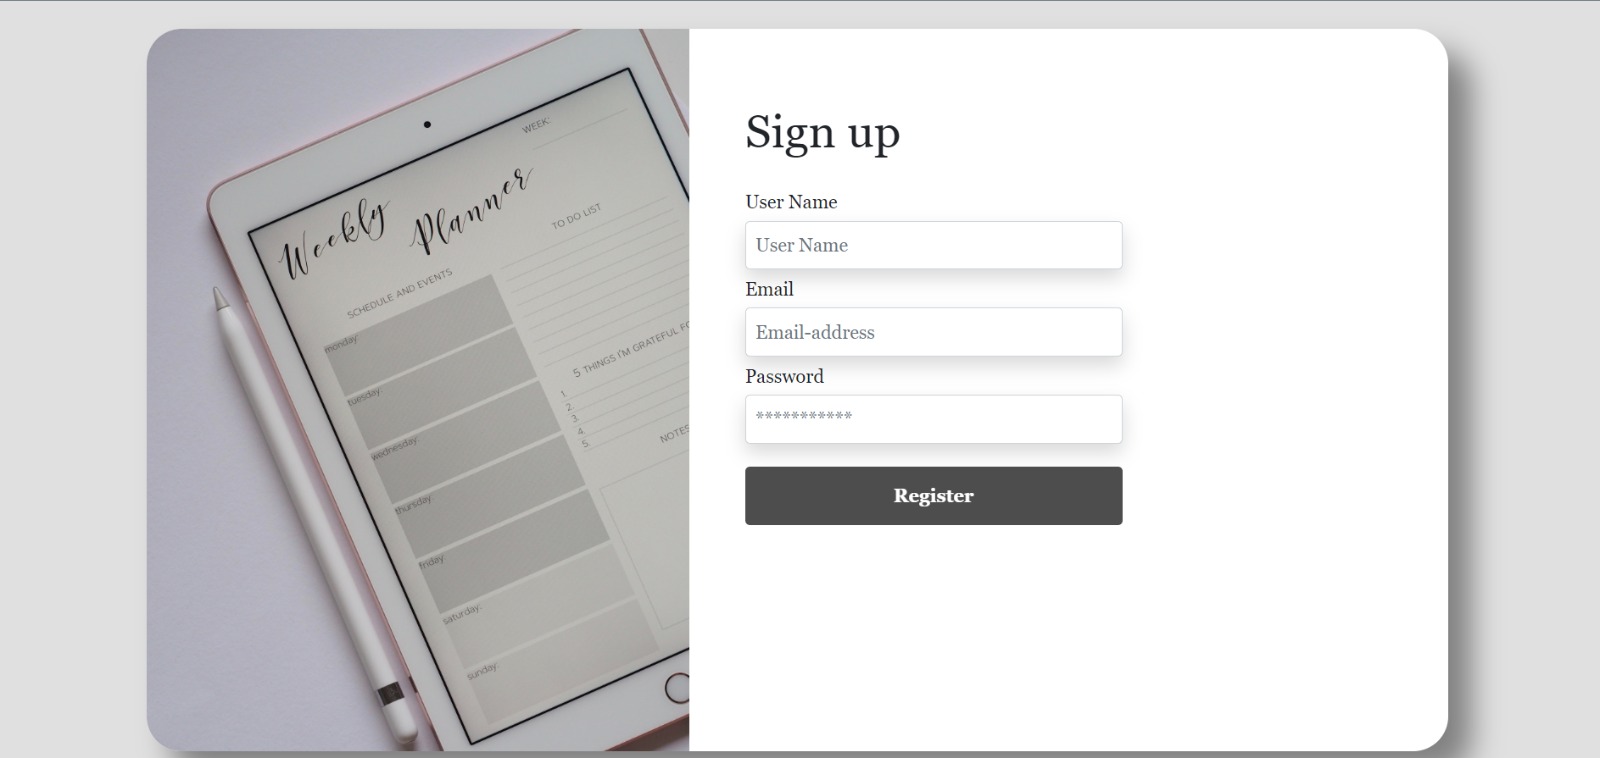 WEEK:
Weekly Planner
TO DO LIST
SCHEDULE AND EVENTS
monday:
tuesday:
wednesday:
thursday:
friday:
saturday:
sunday:
5 THINGS I'M GRATEFUL FO
1.
2.
3.
4.
5.
NOTES
Sign up
User Name
User Name
Email
Email-address
Password
***********
Register